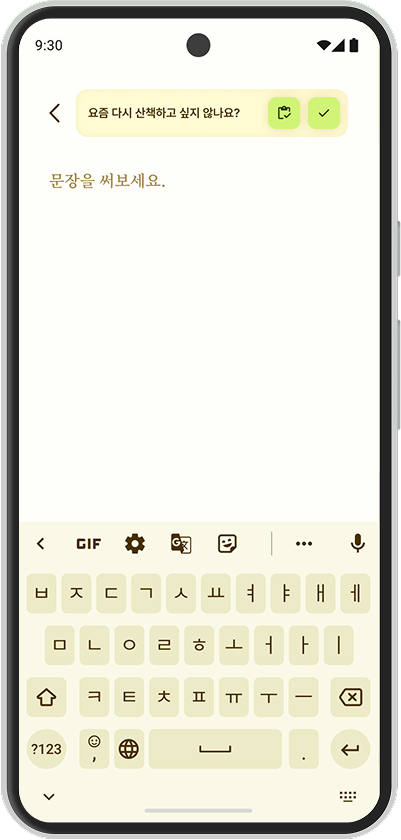 9:30
요즘 다시 산책하고 싶지 않나요?
문장을 써보세요.
GIF
ㅂ ㅈ ㄷ ㄱ ㅅ ㅛ ㅕ ㅑ ㅐ ㅔ
ㅁ ㄴ ㅇ ㄹ ㅎ ㅗ ㅓ ㅏ ㅣ
ㅋ ㅌ ㅊ ㅍ ㅠ ㅜ ㅡ
?123 , .